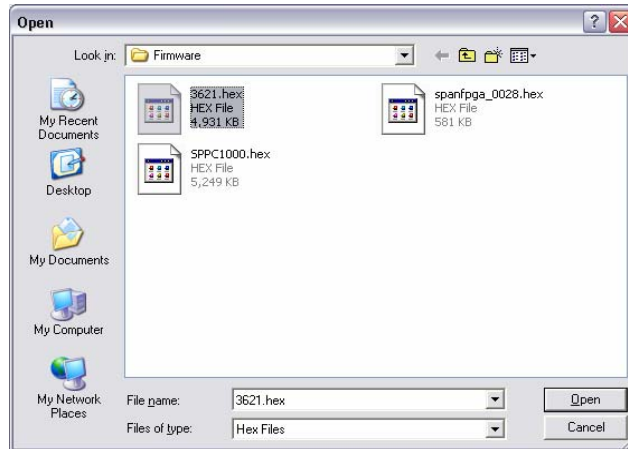 Open
Look in:
Firmware
My Recent
Documents
Desktop
My Documents
My Computer
My Network
Places
3621.hex
HEX File
4,931 KB
spanfpga_0028.hex
HEX File
581 KB
SPPC1000.hex
HEX File
5,249 KB
File name:
3621.hex
Open
Files of type:
Hex Files
Cancel